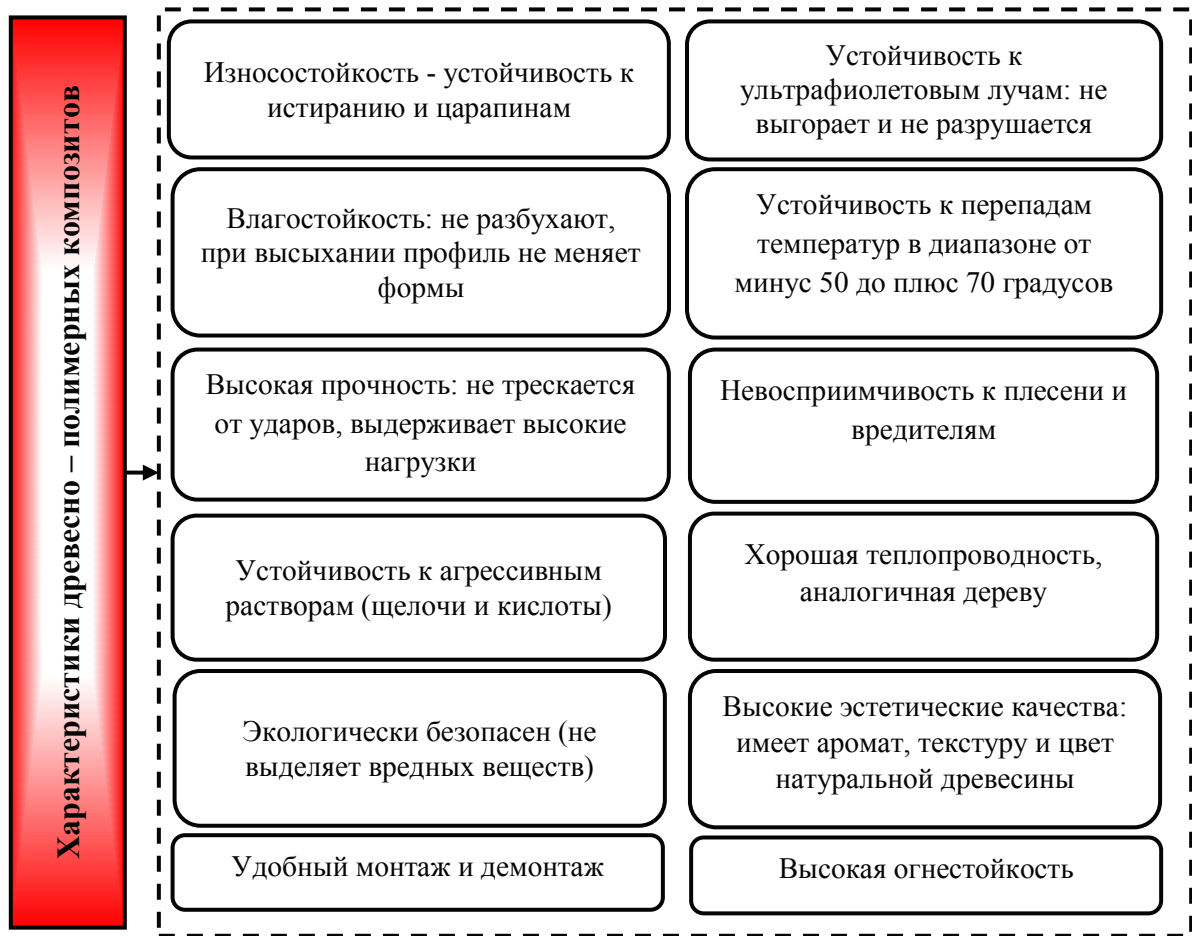 Характеристики древесно – полимерных композитов
Износостойкость - устойчивость к
истиранию и царапинам
Устойчивость к
ультрафиолетовым лучам: не
выгорает и не разрушается
Влагостойкость: не разбухают,
при высыхании профиль не меняет
формы
Устойчивость к перепадам
температур в диапазоне от
минус 50 до плюс 70 градусов
Высокая прочность: не трескается
от ударов, выдерживает высокие
нагрузки
Невосприимчивость к плесени и
вредителям
Устойчивость к агрессивным
растворам (щелочи и кислоты)
Хорошая теплопроводность,
аналогичная дереву
Экологически безопасен (не
выделяет вредных веществ)
Высокие эстетические качества:
имеет аромат, текстуру и цвет
натуральной древесины
Удобный монтаж и демонтаж
Высокая огнестойкость